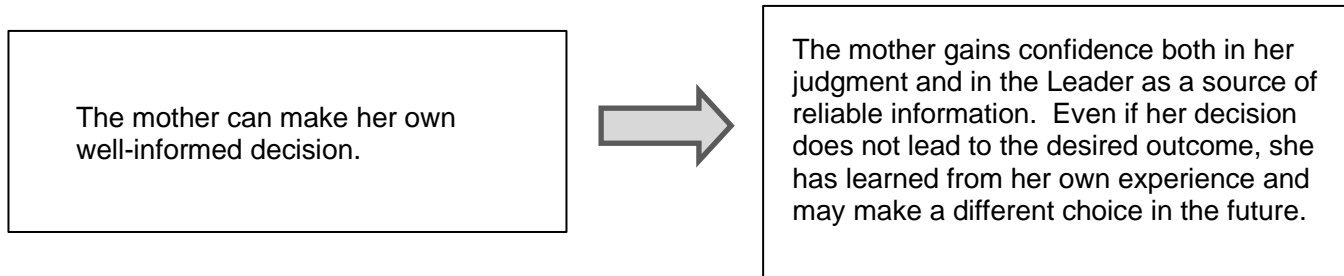 The mother can make her own
well-informed decision.
The mother gains confidence both in her
judgment and in the Leader as a source of
reliable information.  Even if her decision
does not lead to the desired outcome, she
has learned from her own experience and
may make a different choice in the future.